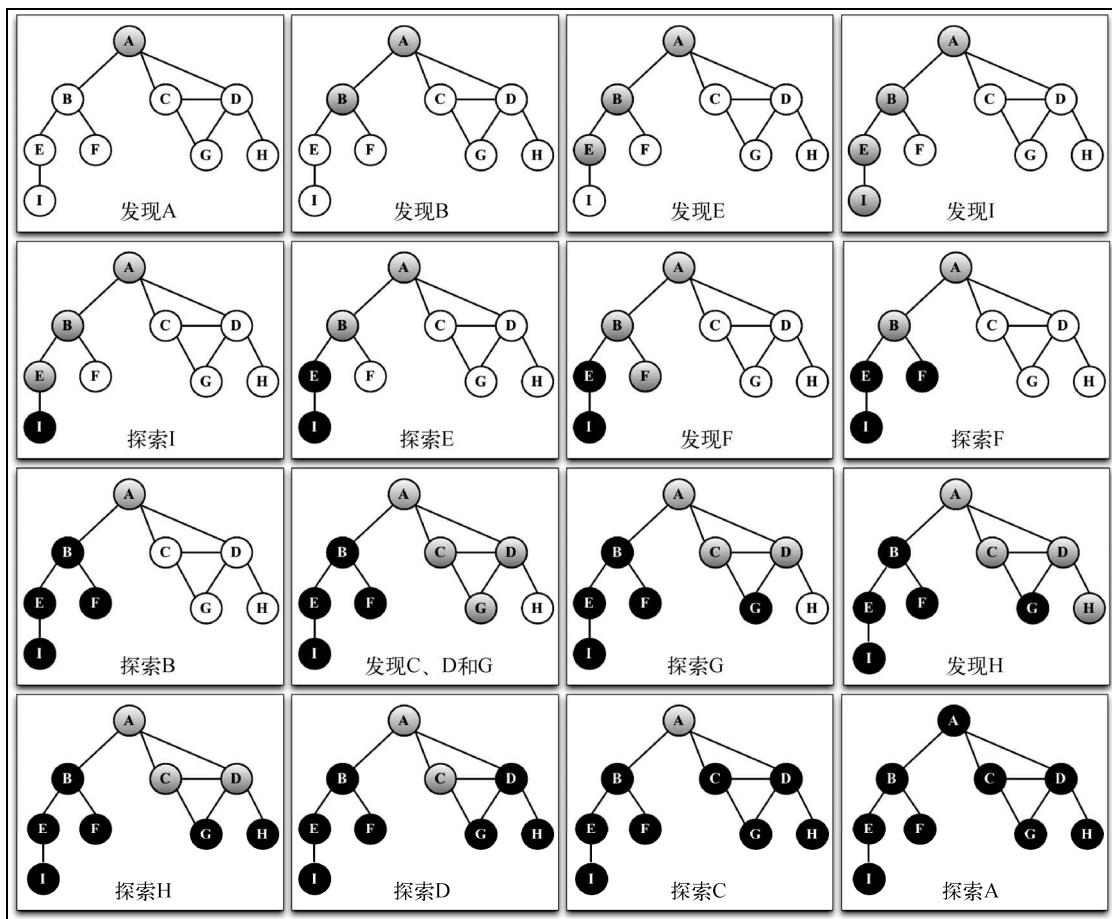 A
B C D
E F G H
I
发现A
A
B C D
E F G H
I
发现B
A
B C D
E F G H
I
发现E
A
B C D
E F G H
I
发现I
A
B C D
E F G H
I
探索I
A
B C D
E F G H
I
探索E
A
B C D
E F G H
I
发现F
A
B C D
E F G H
I
探索F
A
B C D
E F G H
I
探索B
A
B C D
E F G H
I
发现C、D和G
A
B C D
E F G H
I
探索G
A
B C D
E F G H
I
发现H
A
B C D
E F G H
I
探索H
A
B C D
E F G H
I
探索D
A
B C D
E F G H
I
探索C
A
B C D
E F G H
I
探索A